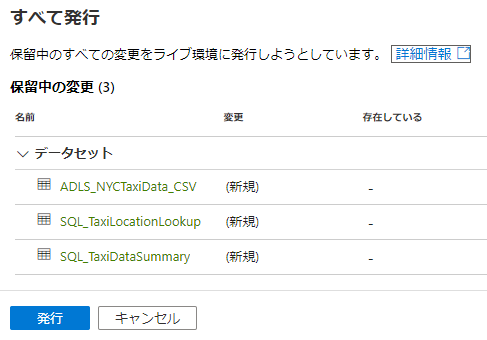 すべて発行
保留中のすべての変更をライブ環境に発行しようとしています。 詳細情報
保留中の変更 (3)
名前 変更 存在している
データセット
ADLS_NYCTaxiData_CSV (新規) -
SQL_TaxiLocationLookup (新規) -
SQL_TaxiDataSummary (新規) -
発行 キャンセル